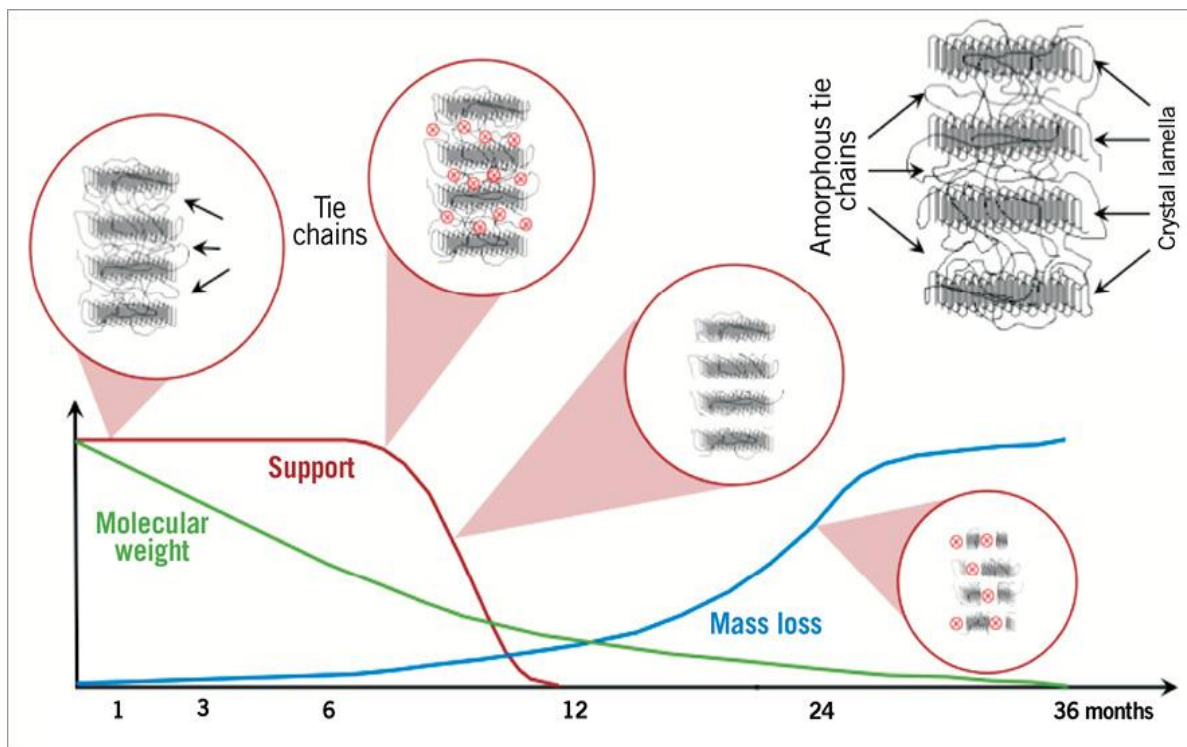 Tie
chains
Amorphous tie
chains
Crystal lamella
Support
Molecular
weight
Mass loss
1 3 6 12 24 36 months